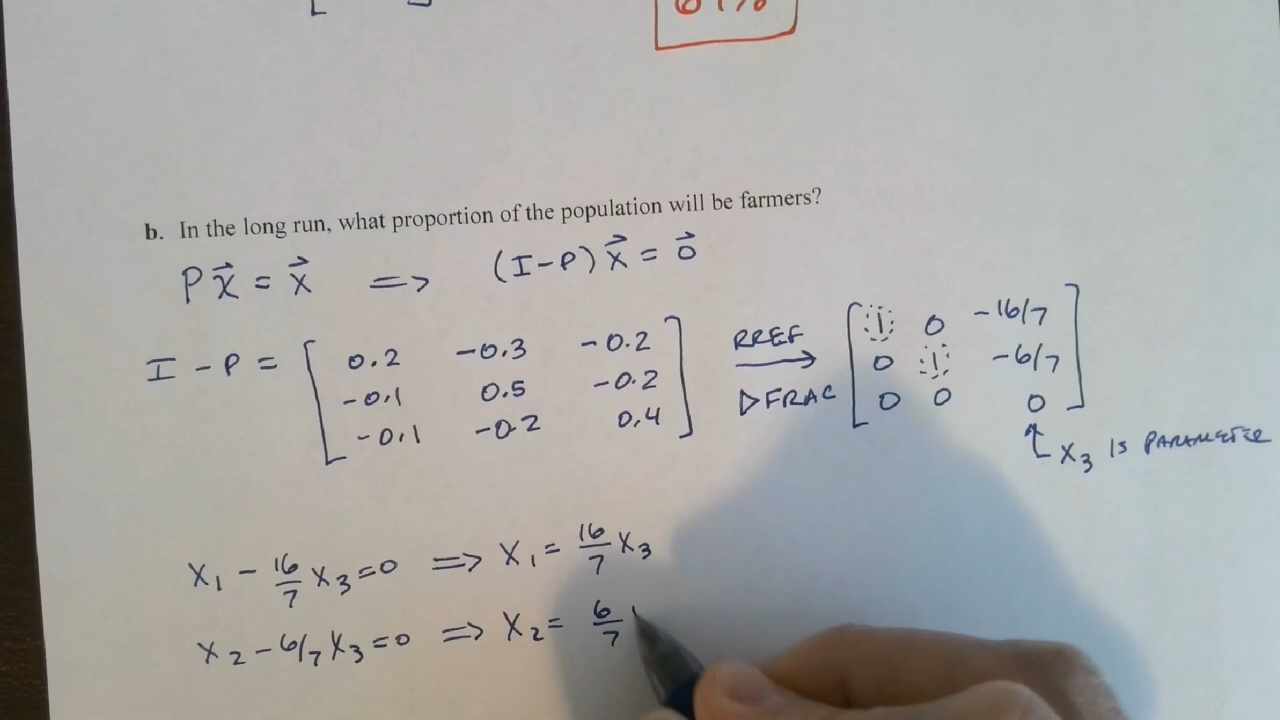 b. In the long run, what proportion of the population will be farmers?
Px⃗ = x⃗ => (I-P)x⃗ = 0⃗
I - P = [ 0.2 -0.3 -0.2 RREF [ 1 0 -16/7 ]
-0.1 0.5 -0.2 ▷FRAC 0 1 -6/7
-0.1 -0.2 0.4 ] 0 0 0
x₃ IS PARAMETER
x₁ - 16/7 x₃ = 0 => x₁ = 16/7 x₃
x₂ - 6/7 x₃ = 0 => x₂ = 6/7